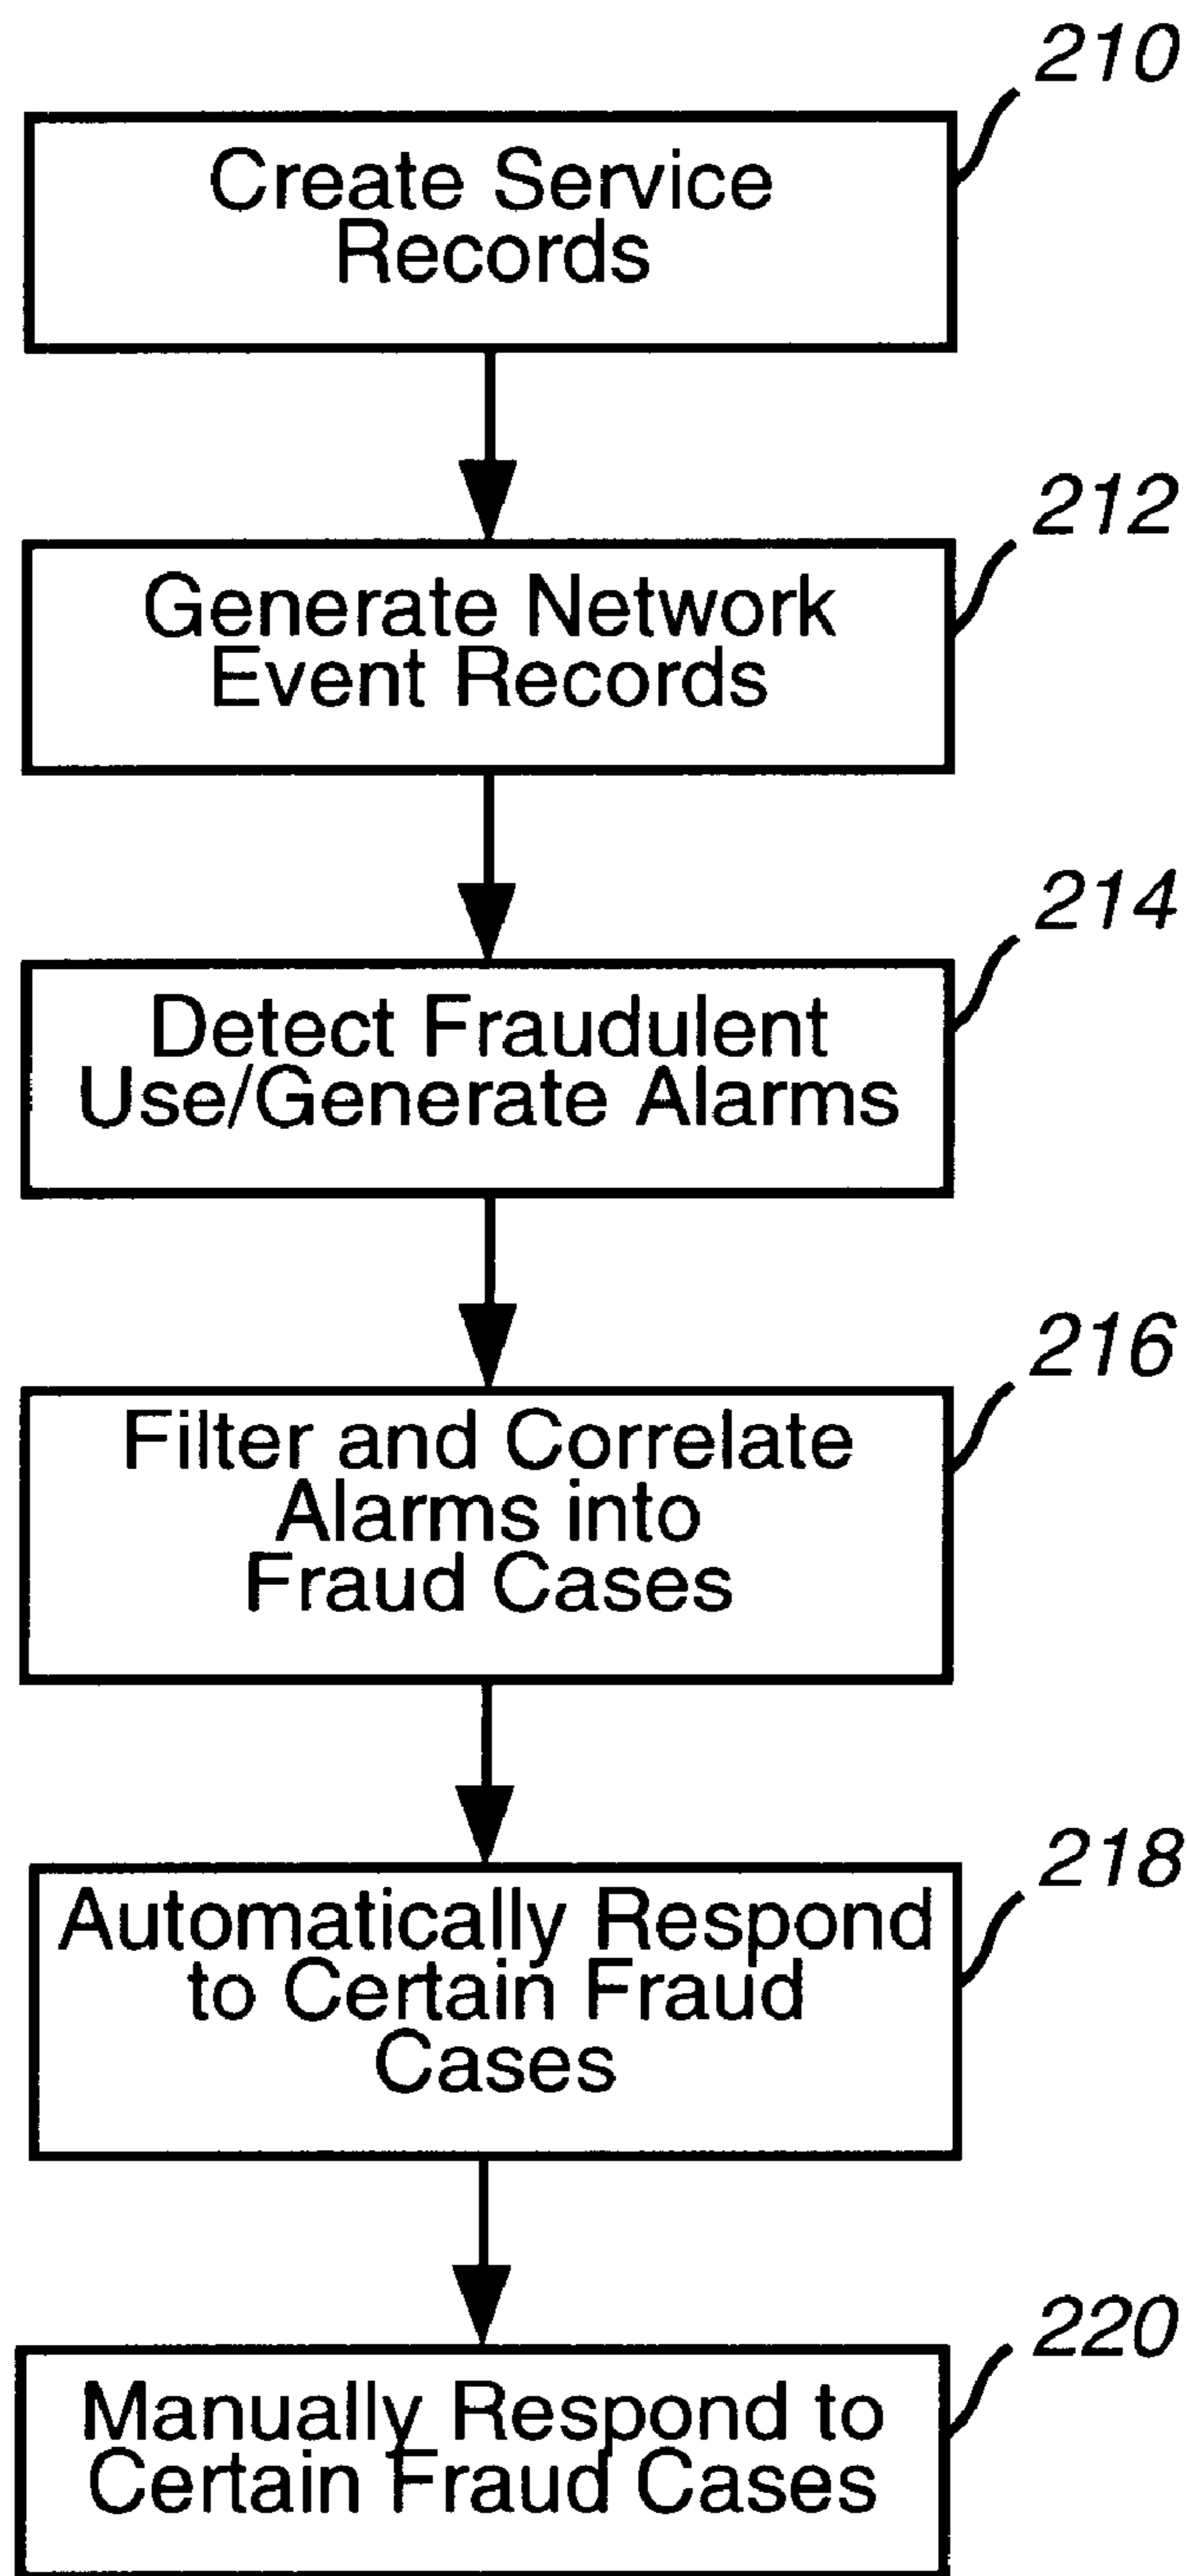 210
Create Service
Records
212
Generate Network
Event Records
214
Detect Fraudulent
Use/Generate Alarms
216
Filter and Correlate
Alarms into
Fraud Cases
218
Automatically Respond
to Certain Fraud
Cases
220
Manually Respond to
Certain Fraud Cases